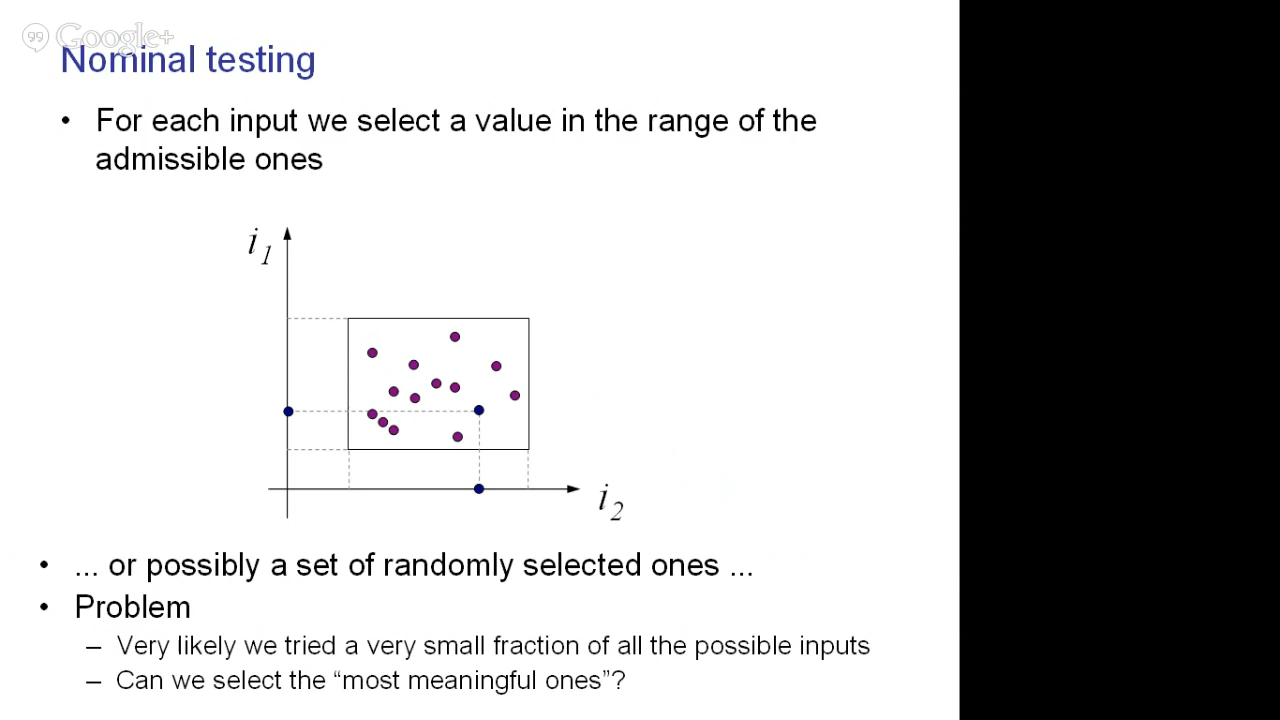 Google+
Nominal testing
• For each input we select a value in the range of the
admissible ones
i1
i2
• ... or possibly a set of randomly selected ones ...
• Problem
– Very likely we tried a very small fraction of all the possible inputs
– Can we select the “most meaningful ones”?